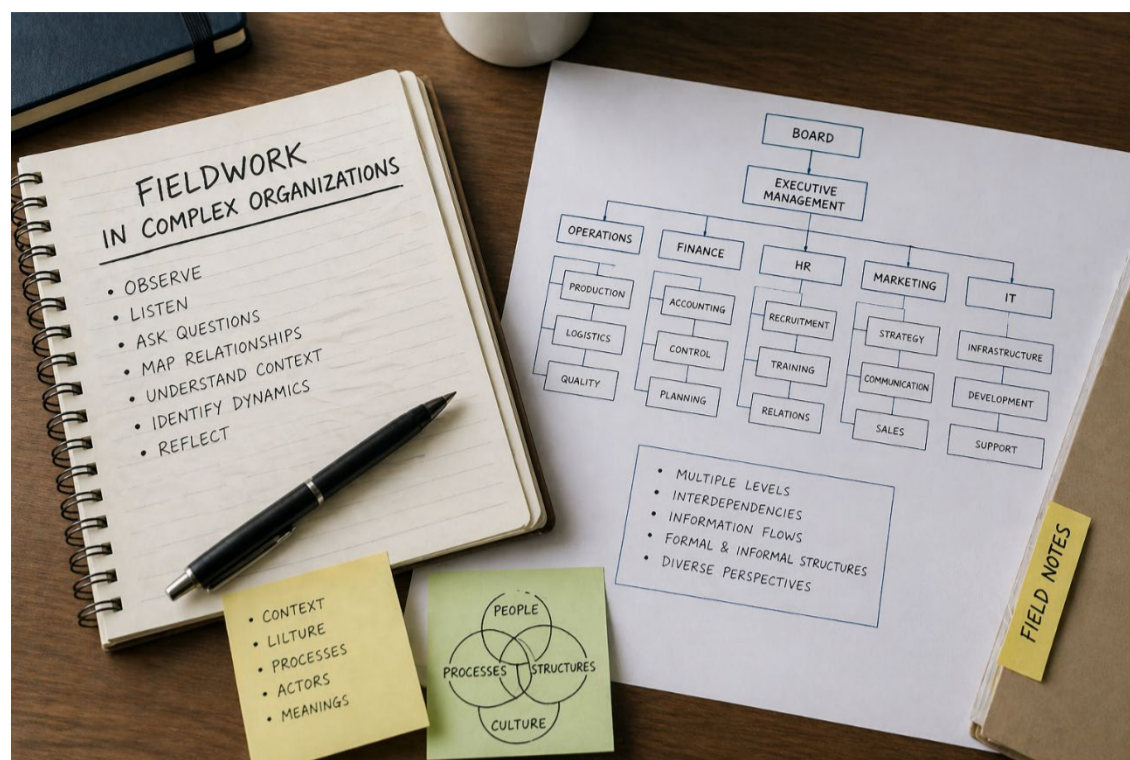 FIELDWORK
IN COMPLEX ORGANIZATIONS
• OBSERVE
• LISTEN
• ASK QUESTIONS
• MAP RELATIONSHIPS
• UNDERSTAND CONTEXT
• IDENTIFY DYNAMICS
• REFLECT
BOARD
EXECUTIVE
MANAGEMENT
OPERATIONS
PRODUCTION
LOGISTICS
QUALITY
FINANCE
ACCOUNTING
CONTROL
PLANNING
HR
RECRUITMENT
TRAINING
RELATIONS
MARKETING
STRATEGY
COMMUNICATION
SALES
IT
INFRASTRUCTURE
DEVELOPMENT
SUPPORT
• MULTIPLE LEVELS
• INTERDEPENDENCIES
• INFORMATION FLOWS
• FORMAL & INFORMAL STRUCTURES
• DIVERSE PERSPECTIVES
• CONTEXT
• LILTURE
• PROCESSES
• ACTORS
• MEANINGS
PEOPLE
PROCESSES
STRUCTURES
CULTURE
FIELD NOTES